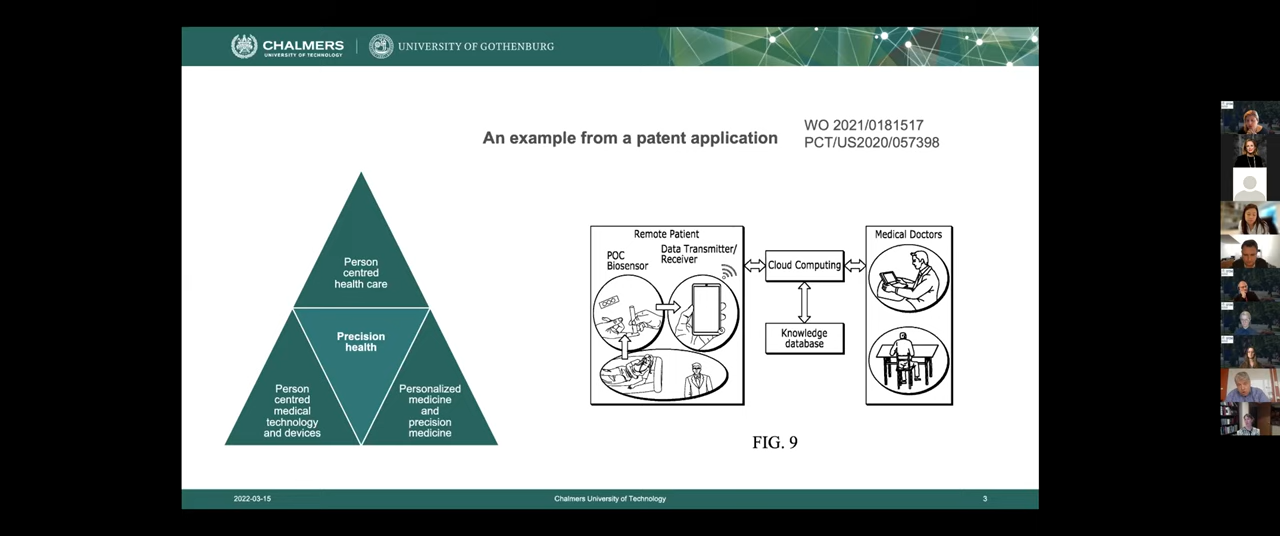 CHALMERS
UNIVERSITY OF TECHNOLOGY
UNIVERSITY OF GOTHENBURG
An example from a patent application
WO 2021/0181517
PCT/US2020/057398
Person
centred
health care
Precision
health
Person
centred
medical
technology
and devices
Personalized
medicine
and
precision
medicine
Remote Patient
POC
Biosensor
Data Transmitter/
Receiver
Cloud Computing
Knowledge
database
Medical Doctors
FIG. 9
2022-03-15
Chalmers University of Technology
3